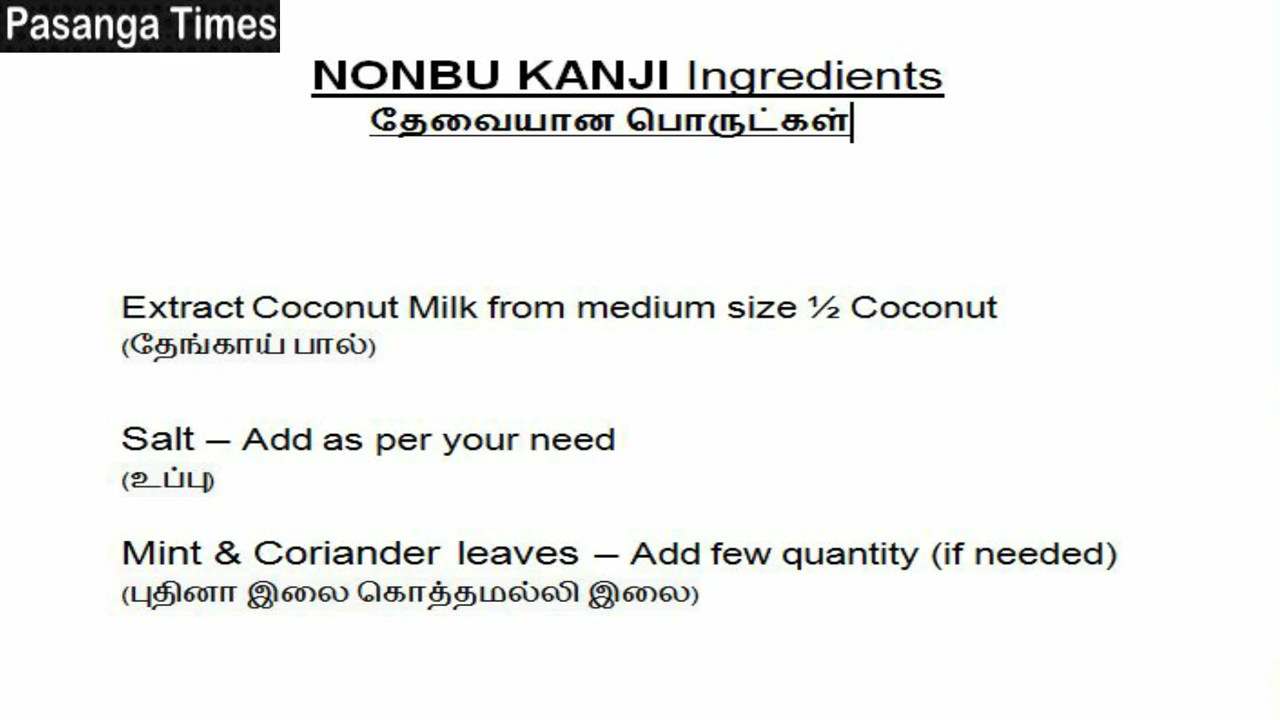 Pasanga Times
NONBU KANJI Ingredients
தேவையான பொருட்கள்
Extract Coconut Milk from medium size ½ Coconut
(தேங்காய் பால்)
Salt – Add as per your need
(உப்பு)
Mint & Coriander leaves – Add few quantity (if needed)
(புதினா இலை கொத்தமல்லி இலை)